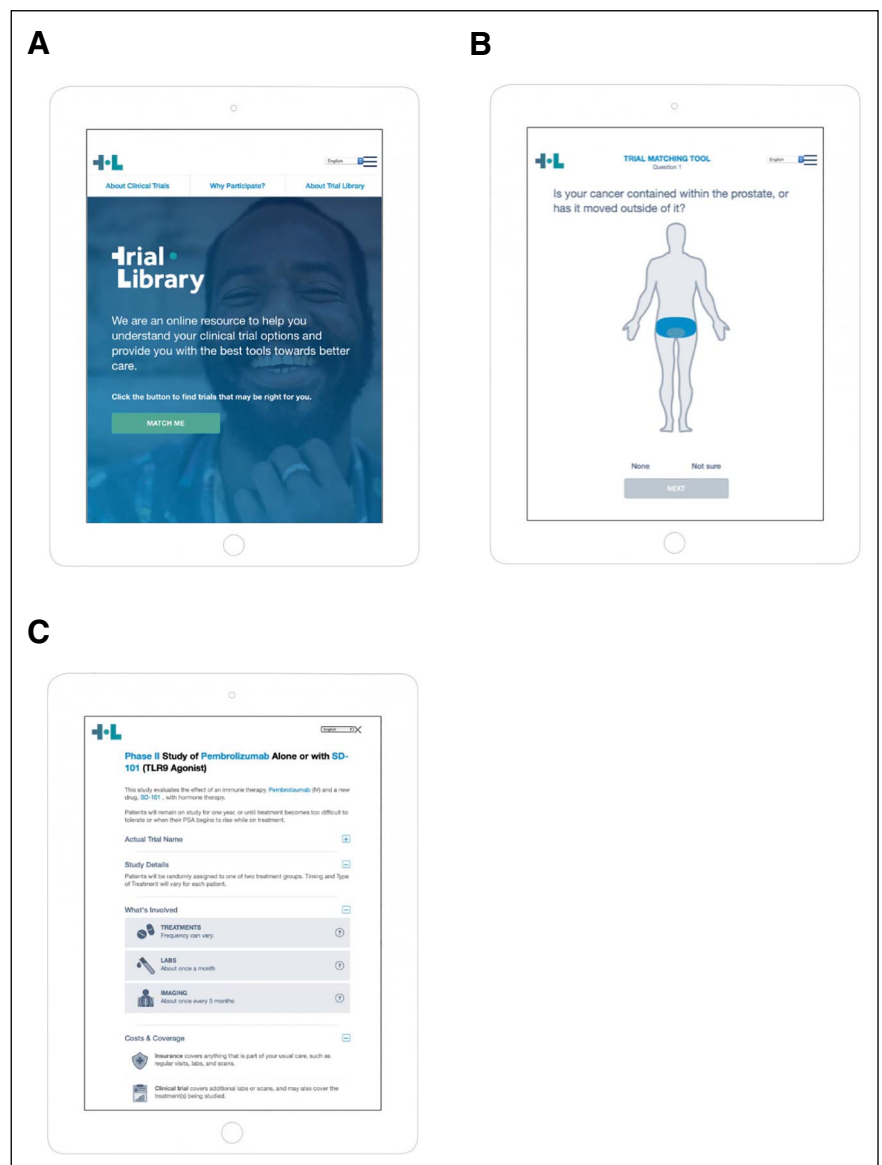 A
English
About Clinical Trials
Why Participate?
About Trial Library
trial
Library
We are an online resource to help you
understand your clinical trial options and
provide you with the best tools towards better
care.
Click the button to find trials that may be right for you.
MATCH ME
B
TRIAL MATCHING TOOL
Question 1
English
Is your cancer contained within the prostate, or
has it moved outside of it?
None
Not sure
NEXT
C
English
Phase II Study of Pembrolizumab Alone or with SD-
101 (TLR9 Agonist)
This study evaluates the effect of an immune therapy, Pembrolizumab (IV) and a new
drug, SD-101 , with hormone therapy.
Patients will remain on study for one year, or until treatment becomes too difficult to
tolerate or when their PSA begins to rise while on treatment.
Actual Trial Name
Study Details
Patients will be randomly assigned to one of two treatment groups. Timing and Type
of Treatment will vary for each patient.
What's Involved
TREATMENTS
Frequency can vary.
LABS
About once a month
IMAGING
About once every 3 months
Costs & Coverage
Insurance covers anything that is part of your usual care, such as
regular visits, labs, and scans.
Clinical trial covers additional labs or scans, and may also cover the
treatment(s) being studied.